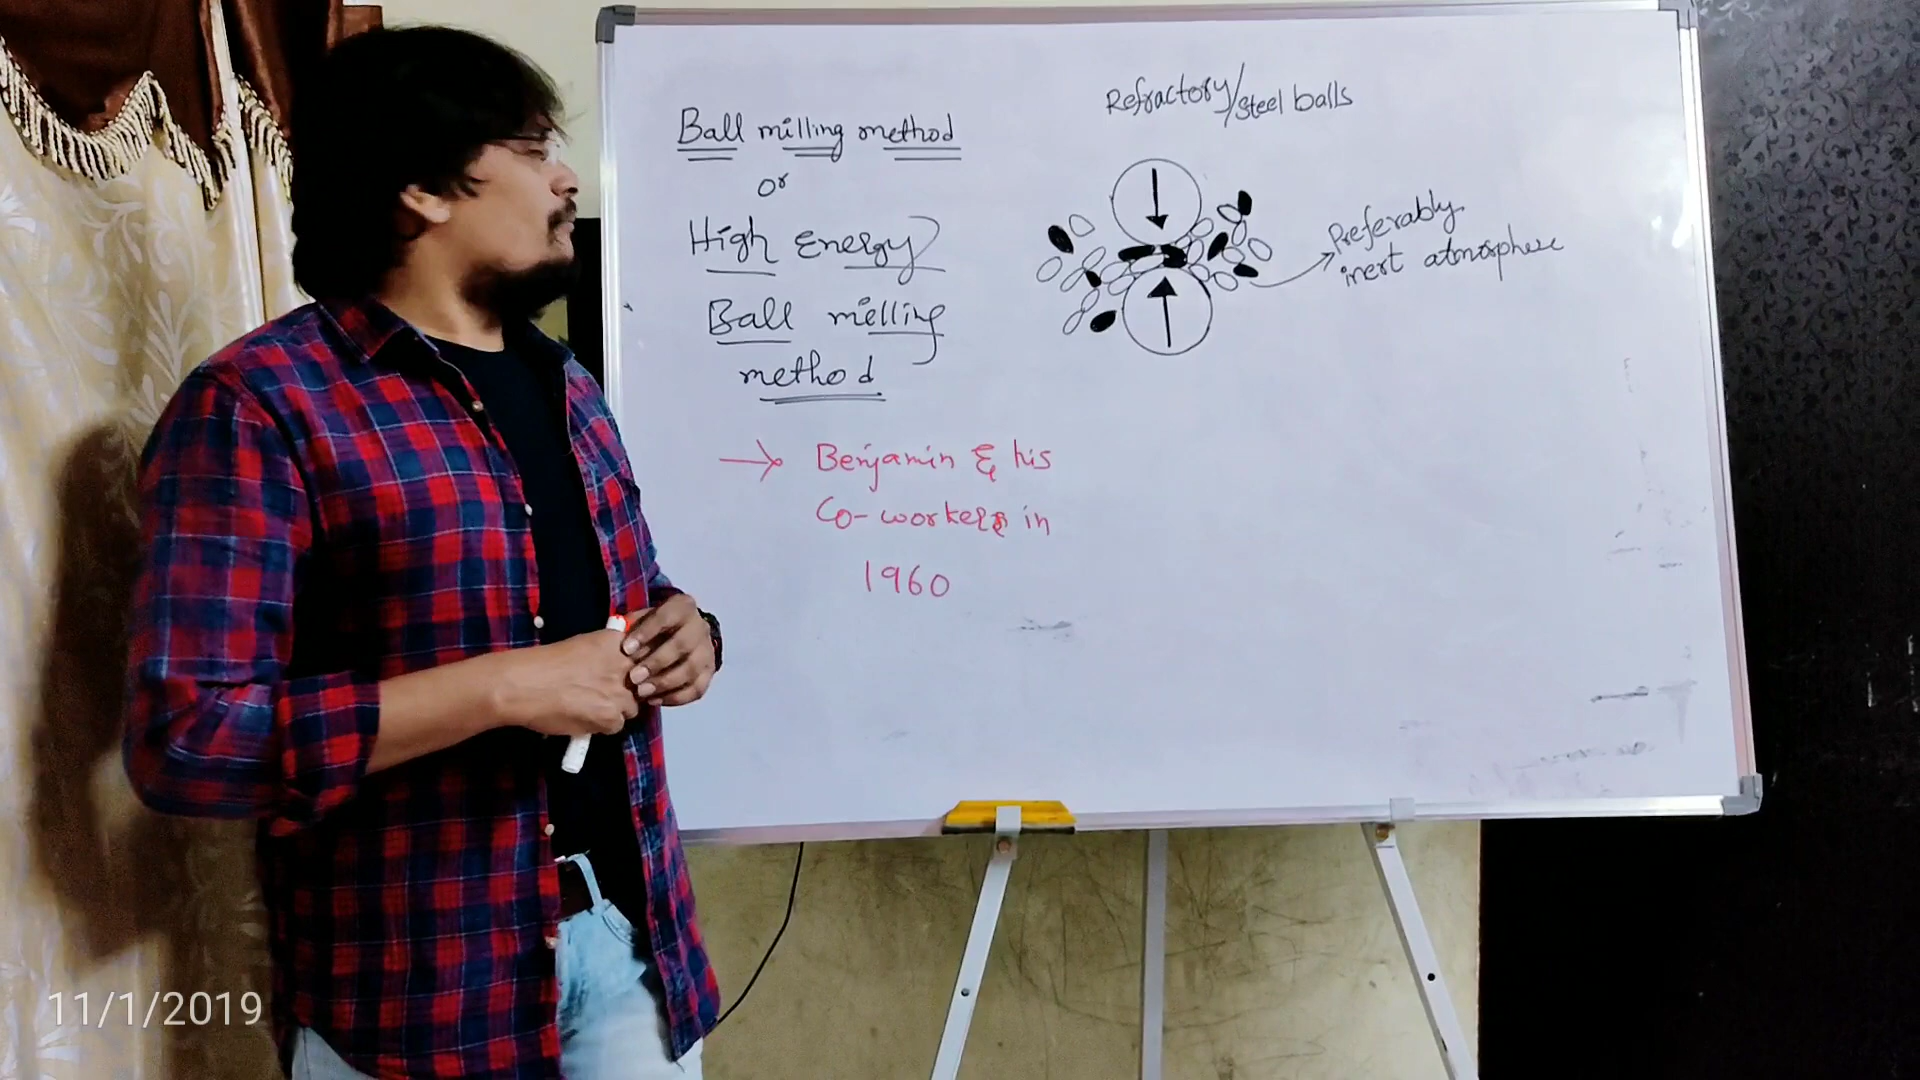 Ball milling method
or
High Energy
Ball milling
method
→ Benjamin & his
Co-workers in
1960
Refractory/steel balls
Preferably
inert atmosphere
11/1/2019